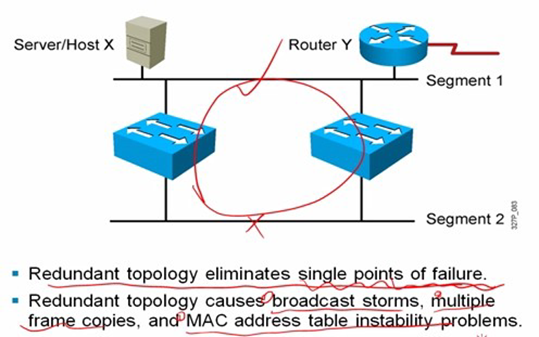 Server/Host X
Router Y
Segment 1
Segment 2
327P_083
Redundant topology eliminates single points of failure.
Redundant topology causes broadcast storms, multiple
frame copies, and MAC address table instability problems.